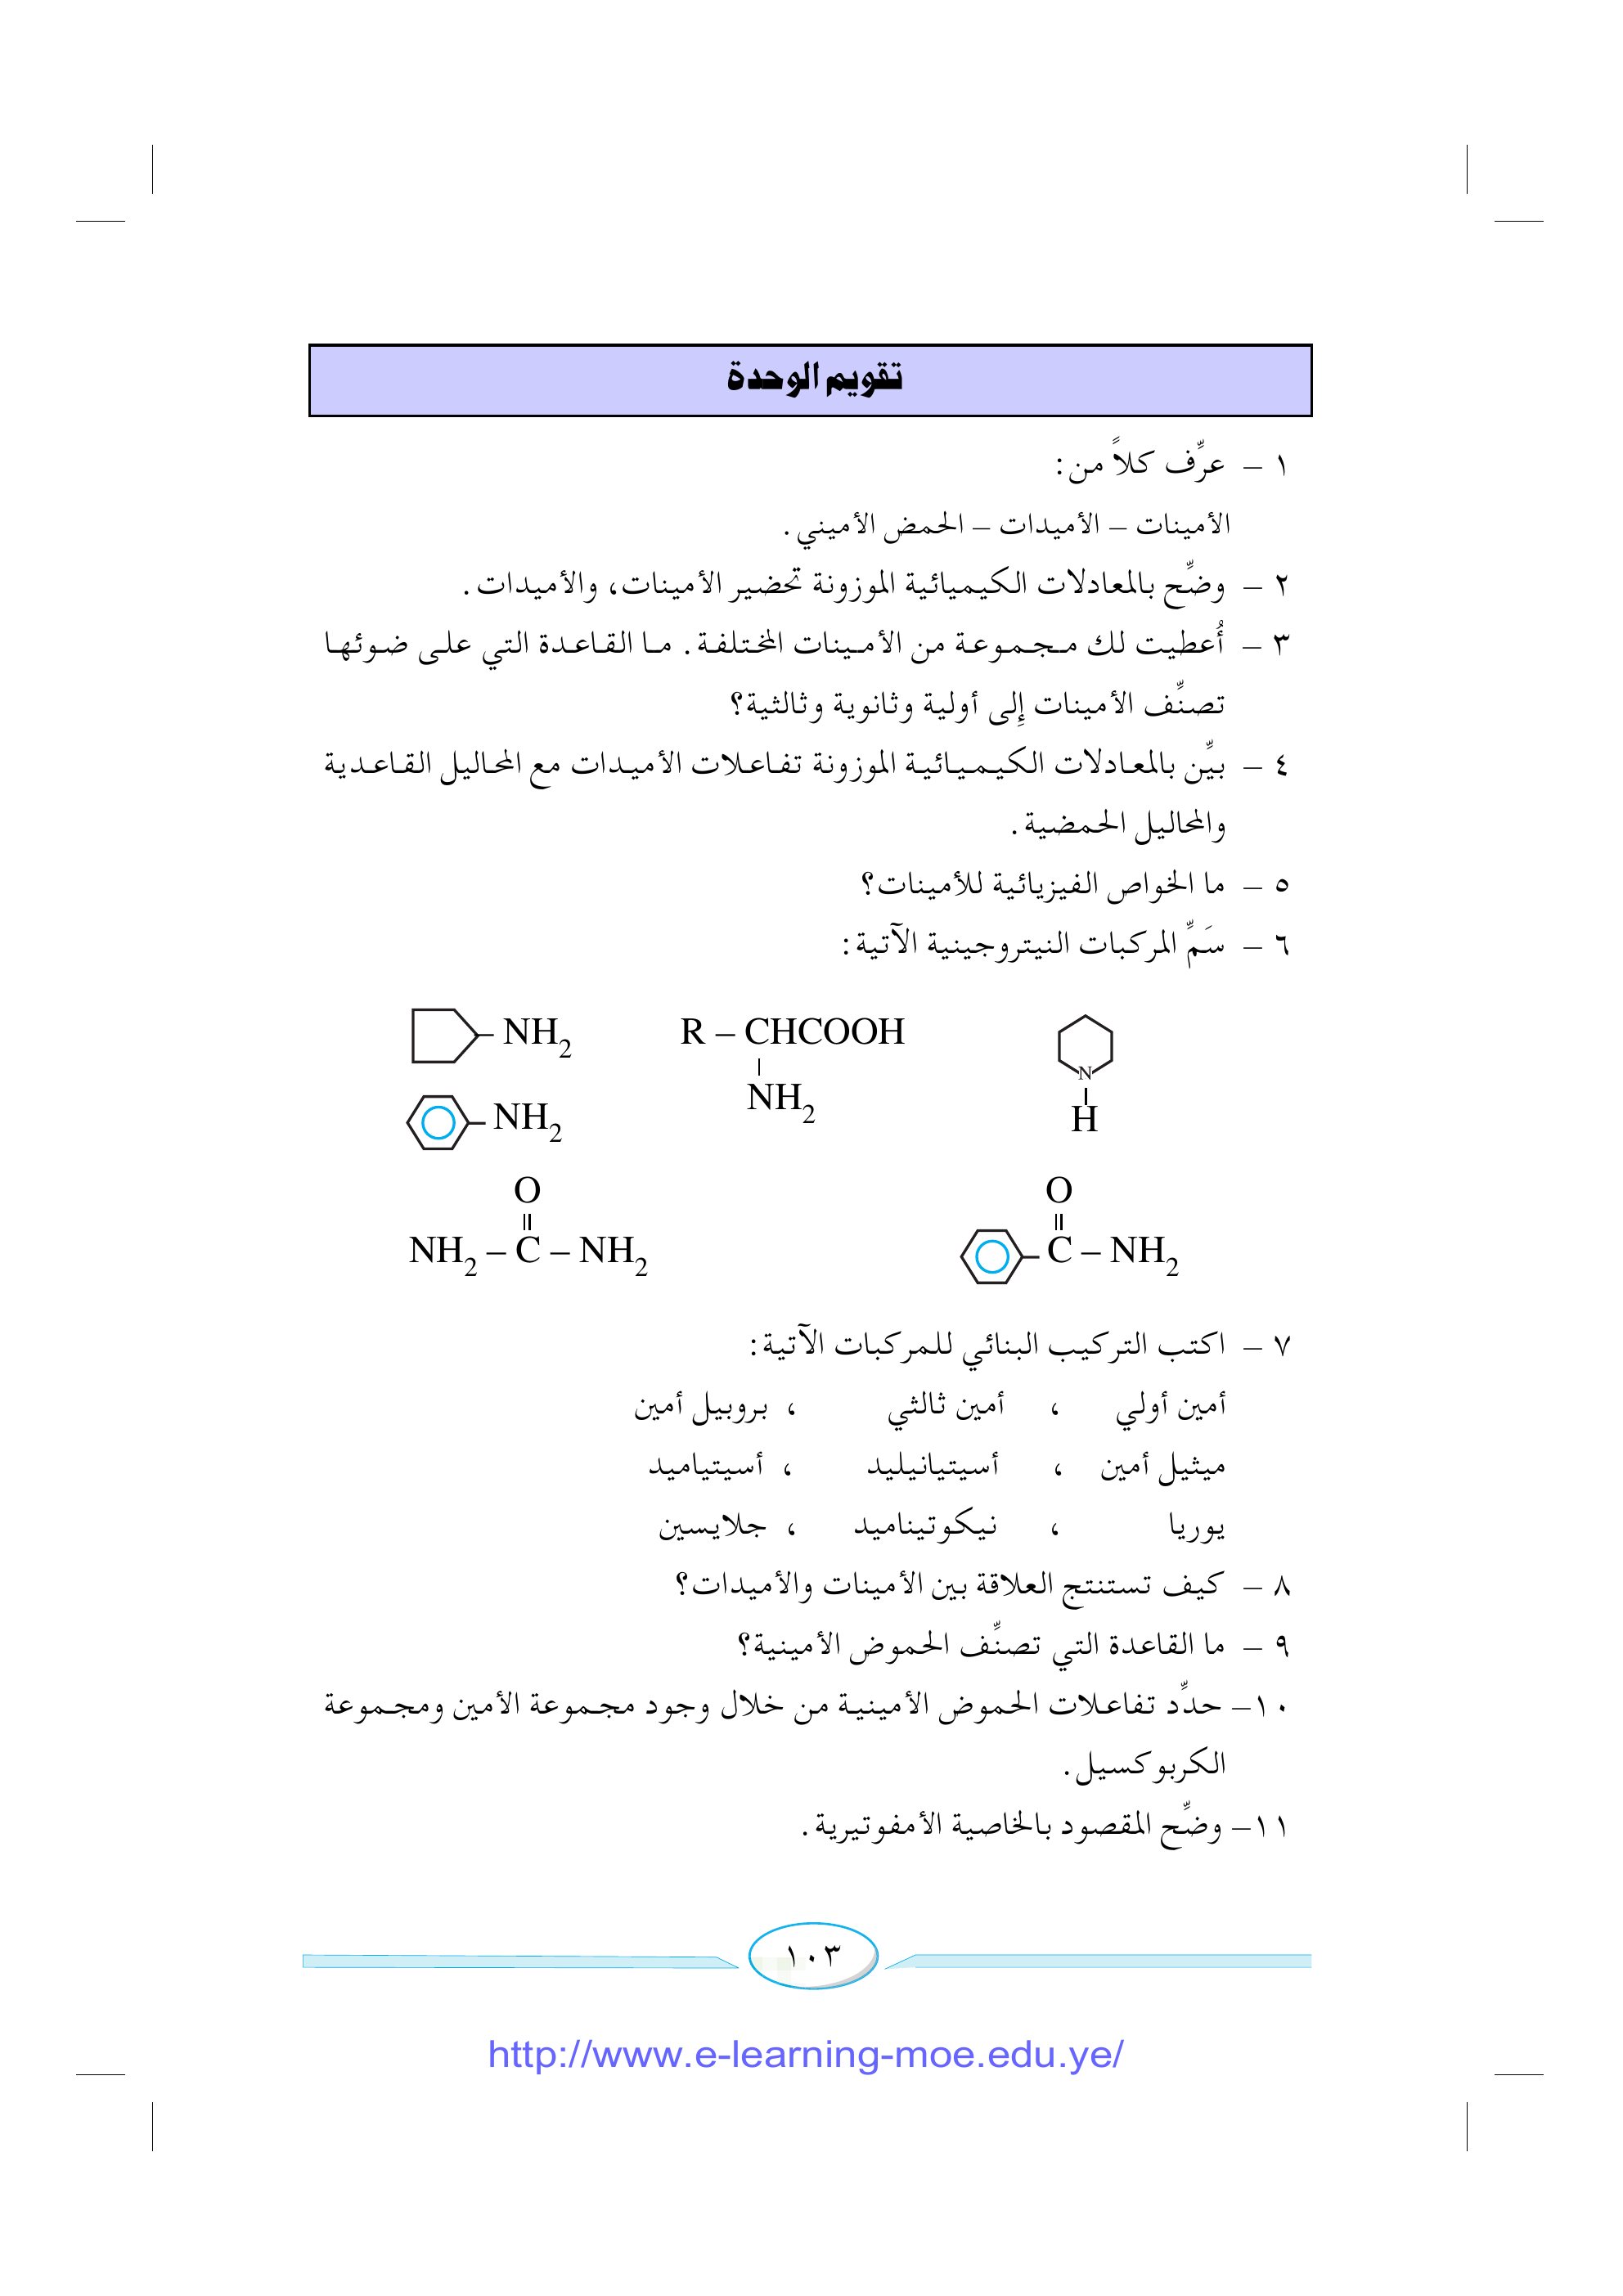 تقويم الوحدة
١ – عرِّف كلاً من:
الأمينات – الأميدات – الحمض الأميني.
٢ – وضِّح بالمعادلات الكيميائية الموزونة تحضير الأمينات، والأميدات.
٣ – أُعطيت لك مجموعة من الأمينات المختلفة. ما القاعدة التي على ضوئها
تصنِّف الأمينات إلى أولية وثانوية وثالثية؟
٤ – بيِّن بالمعادلات الكيميائية الموزونة تفاعلات الأميدات مع المحاليل القاعدية
والمحاليل الحمضية.
٥ – ما الخواص الفيزيائية للأمينات؟
٦ – سَمِّ المركبات النيتروجينية الآتية:
NH2
R – CHCOOH
NH2
N
H
NH2
O
NH2 – C – NH2
O
C – NH2
٧ – اكتب التركيب البنائي للمركبات الآتية:
أمين أولي ، أمين ثالثي ، بروبيل أمين
ميثيل أمين ، أسيتيانيليد ، أسيتياميد
يوريا ، نيكوتيناميد ، جلايسين
٨ – كيف تستنتج العلاقة بين الأمينات والأميدات؟
٩ – ما القاعدة التي تصنِّف الحموض الأمينية؟
١٠– حدِّد تفاعلات الحموض الأمينية من خلال وجود مجموعة الأمين ومجموعة
الكربوكسيل.
١١– وضِّح المقصود بالخاصية الأمفوتيرية.
١٠٣
http://www.e-learning-moe.edu.ye/